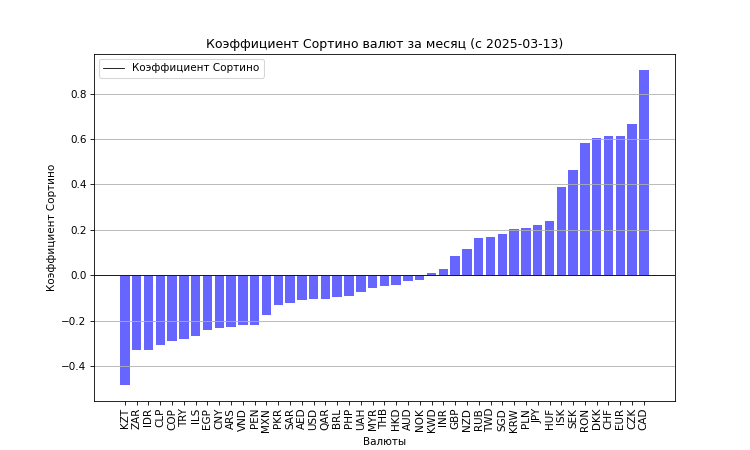 Коэффициент Сортино валют за месяц (с 2025-03-13)
Коэффициент Сортино
Коэффициент Сортино
0.8
0.6
0.4
0.2
0.0
−0.2
−0.4
KZT
ZAR
IDR
CLP
COP
TRY
ILS
EGP
CNY
ARS
VND
PEN
MXN
PKR
SAR
AED
USD
QAR
BRL
PHP
UAH
MYR
THB
HKD
AUD
NOK
KWD
INR
GBP
NZD
RUB
TWD
SGD
KRW
PLN
JPY
HUF
ISK
SEK
RON
DKK
CHF
EUR
CZK
CAD
Валюты